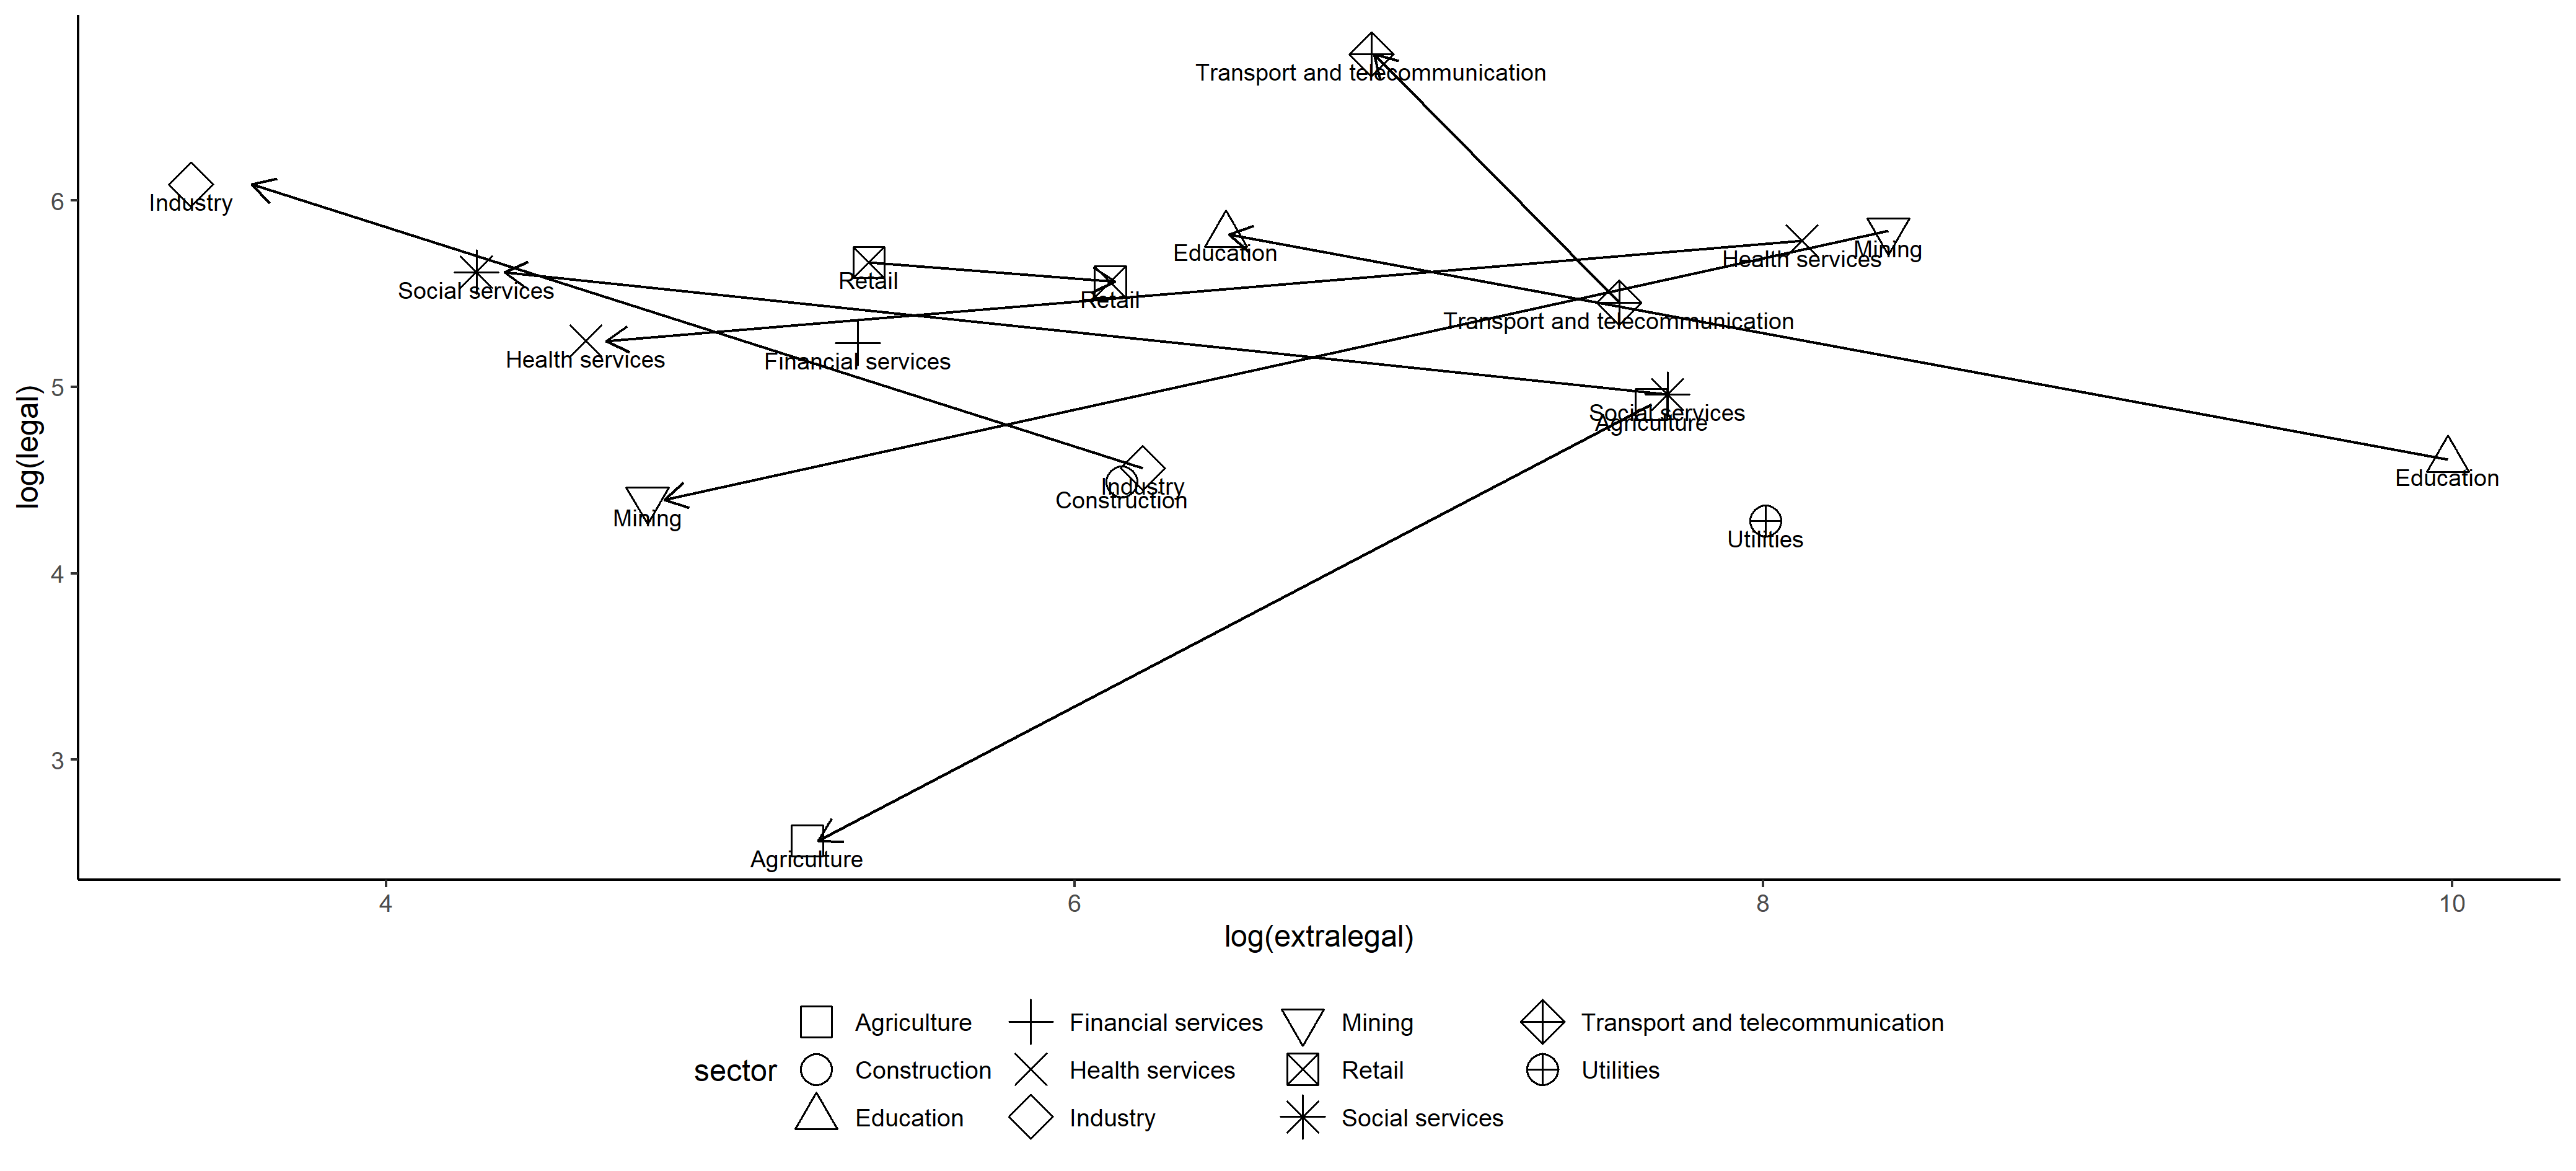 Transport and telecommunication
Industry
6
Education
Mining
Health services
Retail
Social services
Retail
Transport and telecommunication
Health services
Financial services
5
Social services
Agriculture
log(legal)
Industry
Construction
Education
Mining
Utilities
4
3
Agriculture
4
6
8
10
log(extralegal)
sector
Agriculture
Financial services
Mining
Transport and telecommunication
Construction
Health services
Retail
Utilities
Education
Industry
Social services